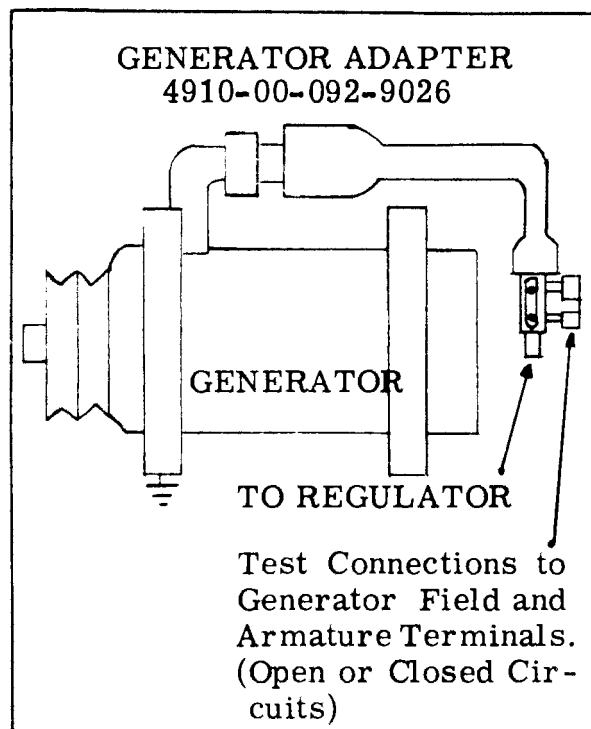 GENERATOR ADAPTER
4910-00-092-9026
GENERATOR
TO REGULATOR
Test Connections to
Generator Field and
Armature Terminals.
(Open or Closed Cir-
cuits)